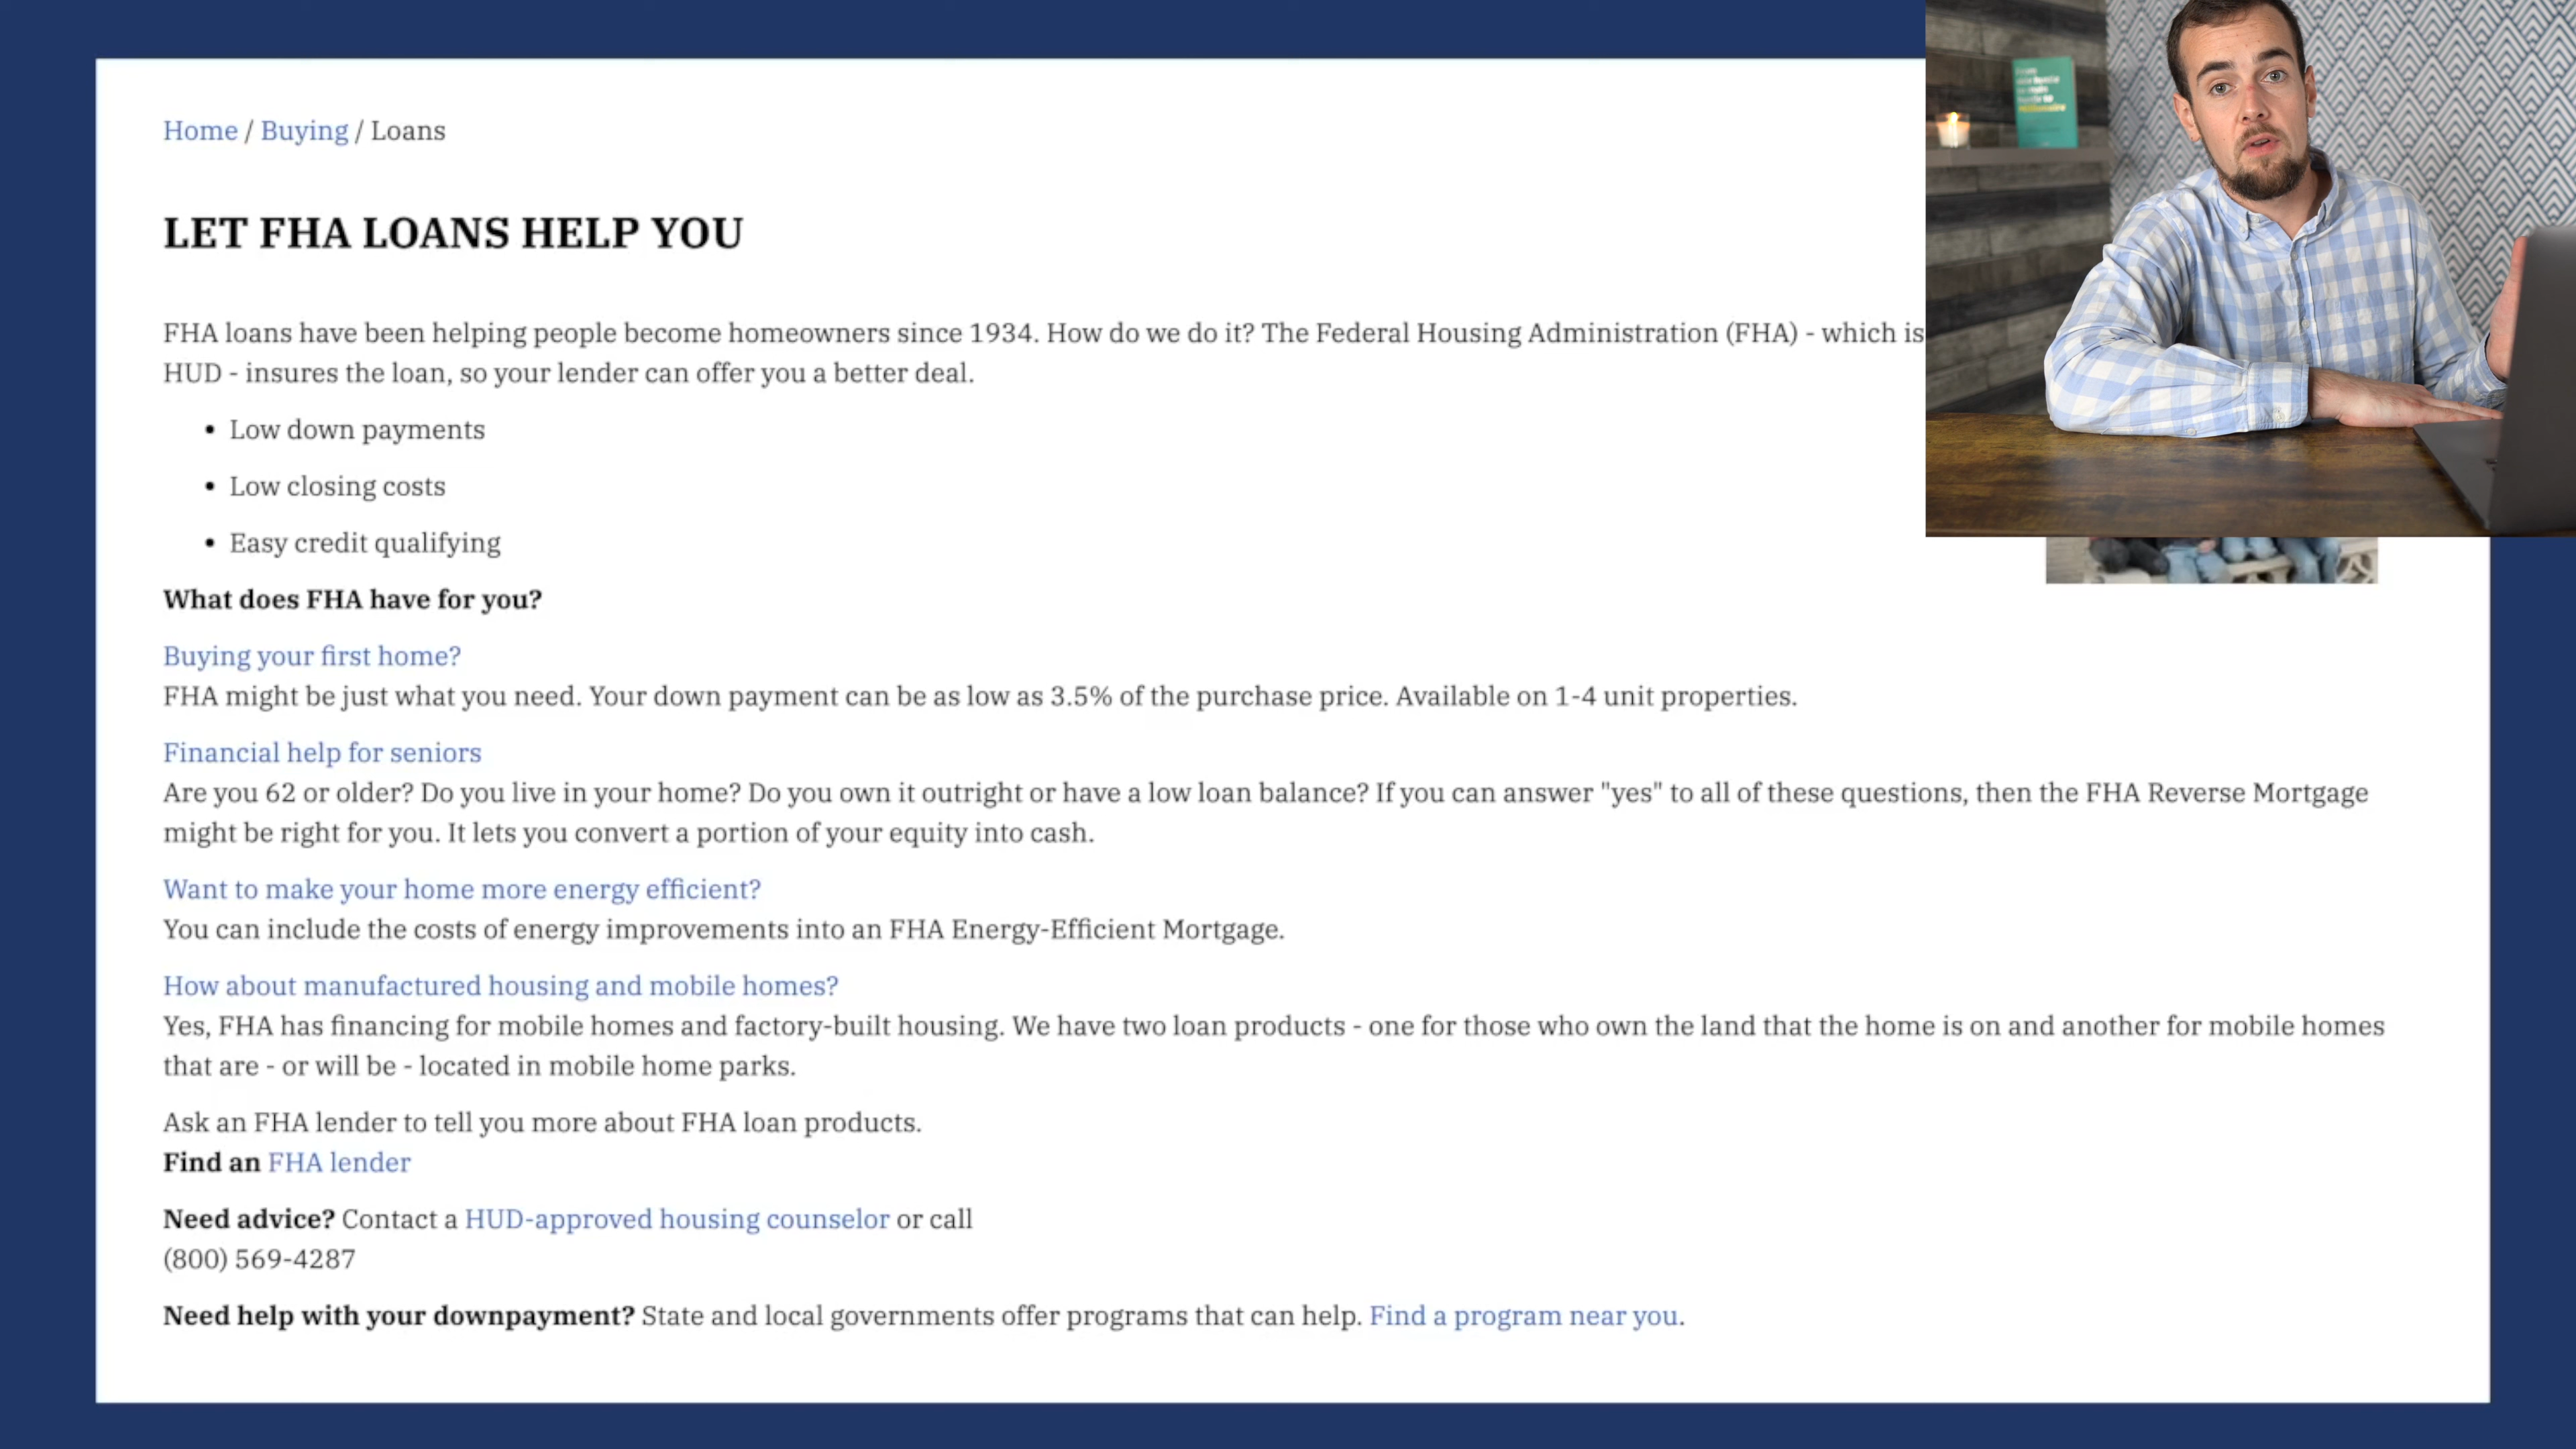 Home / Buying / Loans
LET FHA LOANS HELP YOU
FHA loans have been helping people become homeowners since 1934. How do we do it? The Federal Housing Administration (FHA) - which is
HUD - insures the loan, so your lender can offer you a better deal.
• Low down payments
• Low closing costs
• Easy credit qualifying
What does FHA have for you?
Buying your first home?
FHA might be just what you need. Your down payment can be as low as 3.5% of the purchase price. Available on 1-4 unit properties.
Financial help for seniors
Are you 62 or older? Do you live in your home? Do you own it outright or have a low loan balance? If you can answer "yes" to all of these questions, then the FHA Reverse Mortgage
might be right for you. It lets you convert a portion of your equity into cash.
Want to make your home more energy efficient?
You can include the costs of energy improvements into an FHA Energy-Efficient Mortgage.
How about manufactured housing and mobile homes?
Yes, FHA has financing for mobile homes and factory-built housing. We have two loan products - one for those who own the land that the home is on and another for mobile homes
that are - or will be - located in mobile home parks.
Ask an FHA lender to tell you more about FHA loan products.
Find an FHA lender
Need advice? Contact a HUD-approved housing counselor or call
(800) 569-4287
Need help with your downpayment? State and local governments offer programs that can help. Find a program near you.